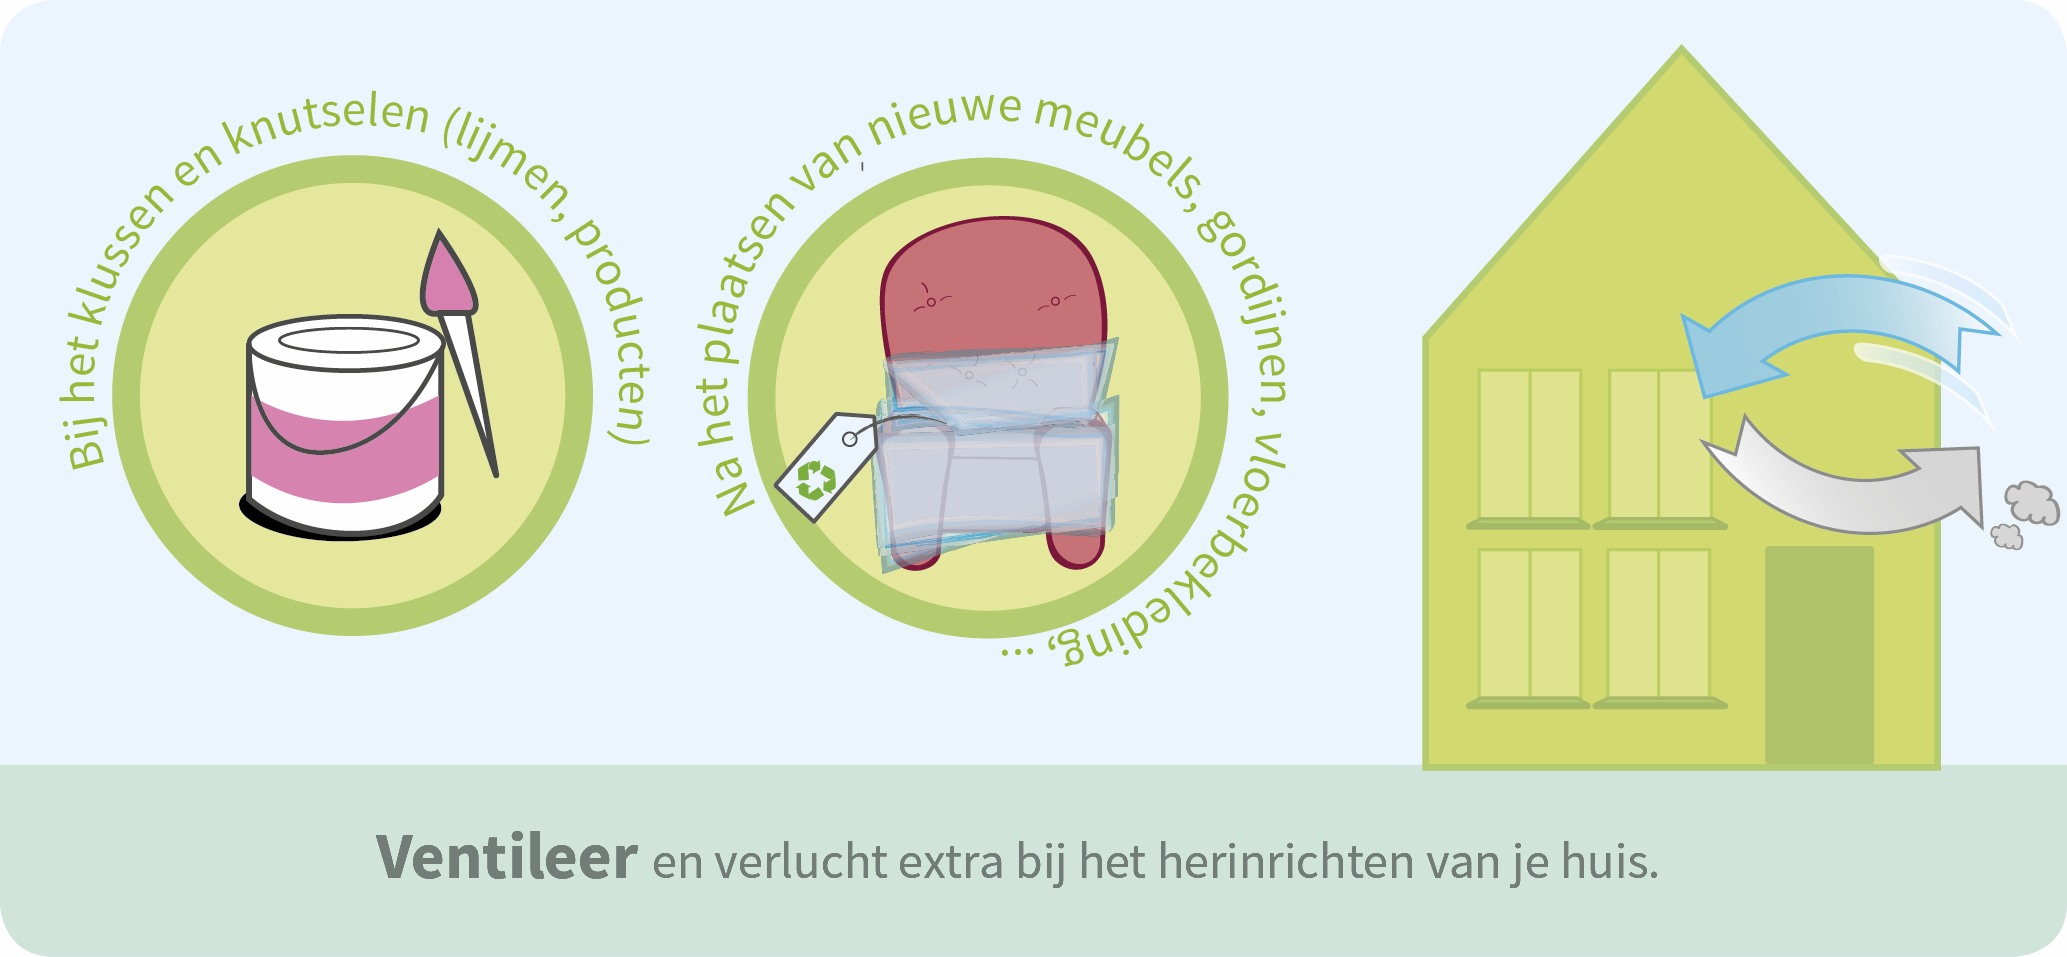 Bij het klussen en knutselen (lijmen, producten)
Na het plaatsen van nieuwe meubels, gordijnen, vloerbekleding, ...
Ventileer en verlucht extra bij het herinrichten van je huis.